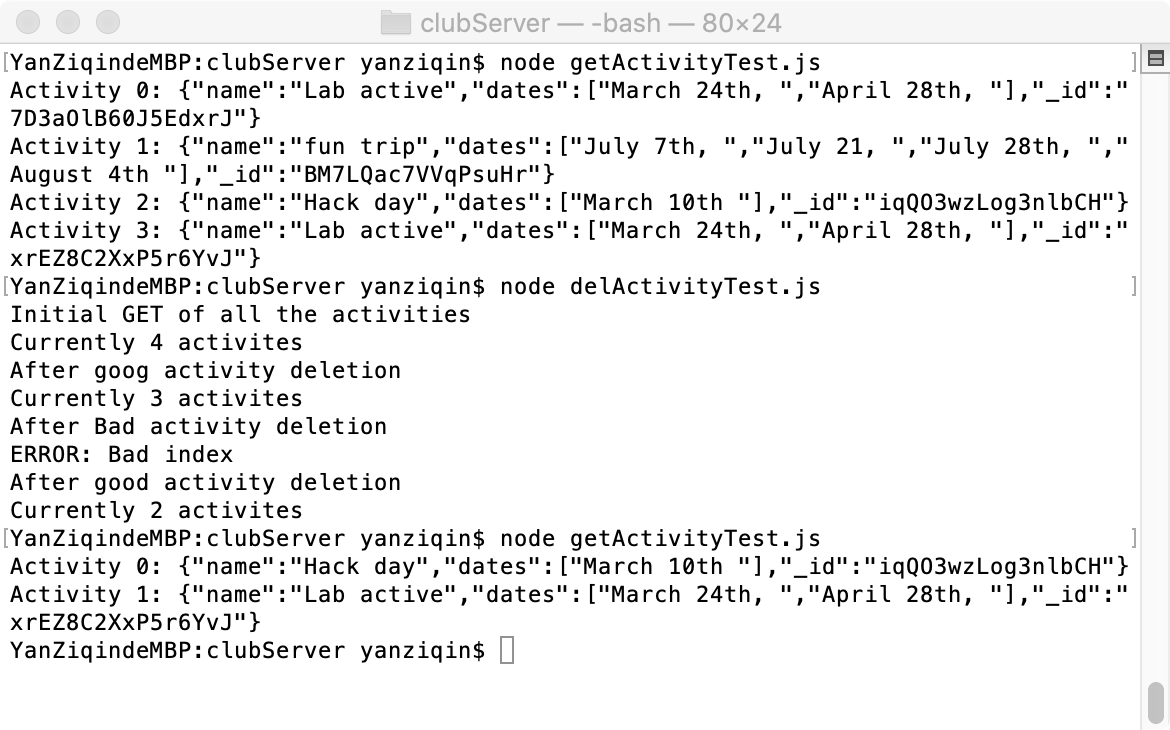 clubServer — -bash — 80×24
[YanZiqindeMBP:clubServer yanziqin$ node getActivityTest.js ]
Activity 0: {"name":"Lab active","dates":["March 24th, ","April 28th, "],"_id":"
7D3aOlB60J5EdxrJ"}
Activity 1: {"name":"fun trip","dates":["July 7th, ","July 21, ","July 28th, ","
August 4th "],"_id":"BM7LQac7VVqPsuHr"}
Activity 2: {"name":"Hack day","dates":["March 10th "],"_id":"iqQO3wzLog3nlbCH"}
Activity 3: {"name":"Lab active","dates":["March 24th, ","April 28th, "],"_id":"
xrEZ8C2XxP5r6YvJ"}
[YanZiqindeMBP:clubServer yanziqin$ node delActivityTest.js ]
Initial GET of all the activities
Currently 4 activites
After goog activity deletion
Currently 3 activites
After Bad activity deletion
ERROR: Bad index
After good activity deletion
Currently 2 activites
[YanZiqindeMBP:clubServer yanziqin$ node getActivityTest.js ]
Activity 0: {"name":"Hack day","dates":["March 10th "],"_id":"iqQO3wzLog3nlbCH"}
Activity 1: {"name":"Lab active","dates":["March 24th, ","April 28th, "],"_id":"
xrEZ8C2XxP5r6YvJ"}
YanZiqindeMBP:clubServer yanziqin$